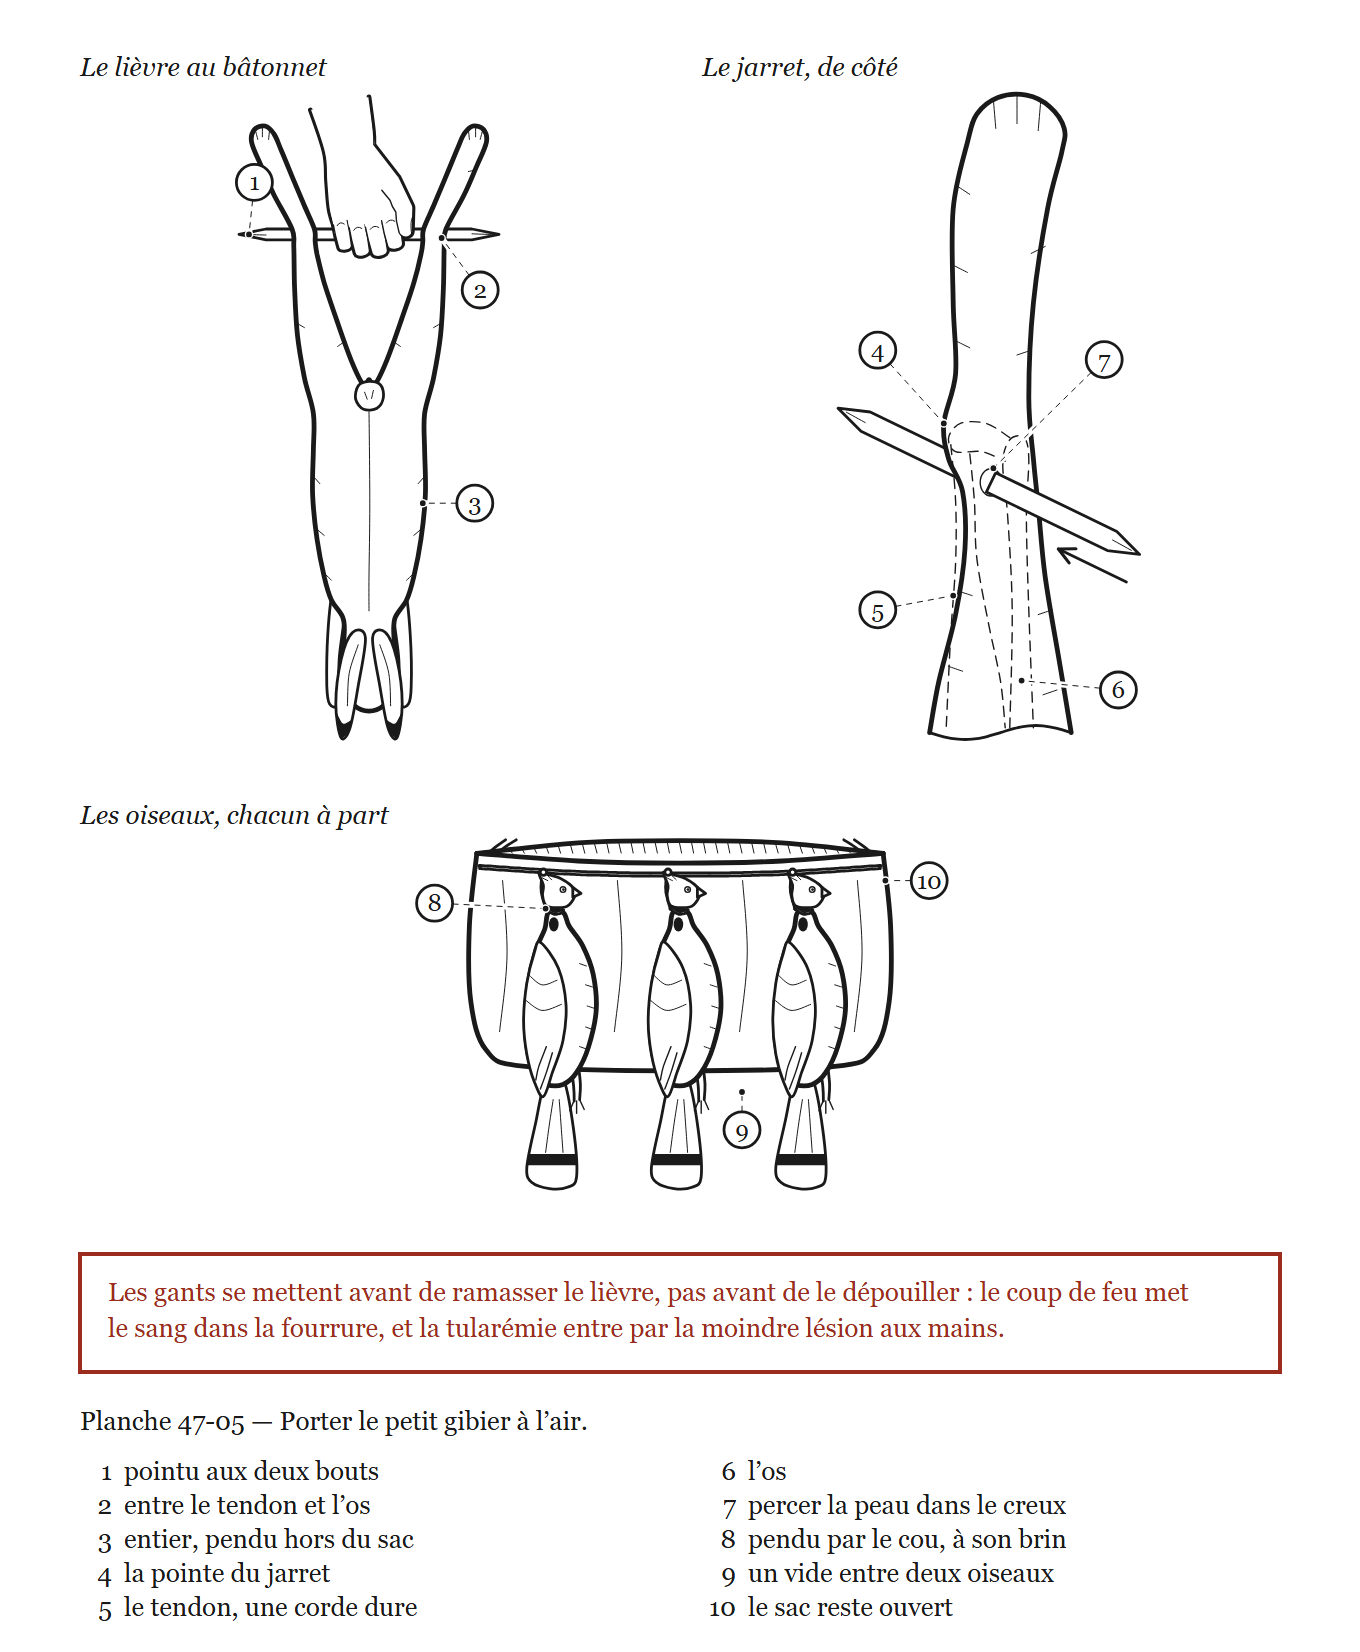 Le lièvre au bâtonnet
Le jarret, de côté
1
2
3
4
7
5
6
Les oiseaux, chacun à part
8
10
9
Les gants se mettent avant de ramasser le lièvre, pas avant de le dépouiller : le coup de feu met
le sang dans la fourrure, et la tularémie entre par la moindre lésion aux mains.
Planche 47-05 — Porter le petit gibier à l’air.
1 pointu aux deux bouts
2 entre le tendon et l’os
3 entier, pendu hors du sac
4 la pointe du jarret
5 le tendon, une corde dure
6 l’os
7 percer la peau dans le creux
8 pendu par le cou, à son brin
9 un vide entre deux oiseaux
10 le sac reste ouvert